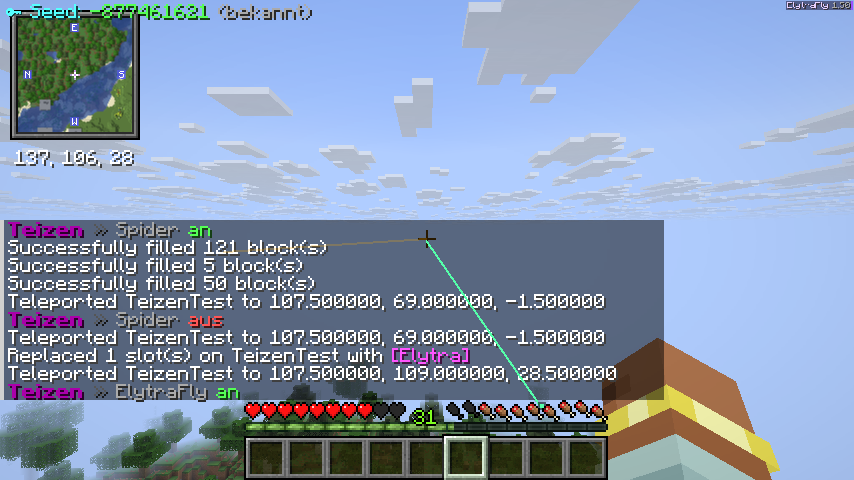 Seed: -877461621 (bekannt)
ElytraFly 1.00
E
N S
W
137, 106, 28
Teizen » Spider an
Successfully filled 121 block(s)
Successfully filled 5 block(s)
Successfully filled 50 block(s)
Teleported TeizenTest to 107.500000, 69.000000, -1.500000
Teizen » Spider aus
Teleported TeizenTest to 107.500000, 69.000000, -1.500000
Replaced 1 slot(s) on TeizenTest with [Elytra]
Teleported TeizenTest to 107.500000, 109.000000, 28.500000
Teizen » ElytraFly an
31